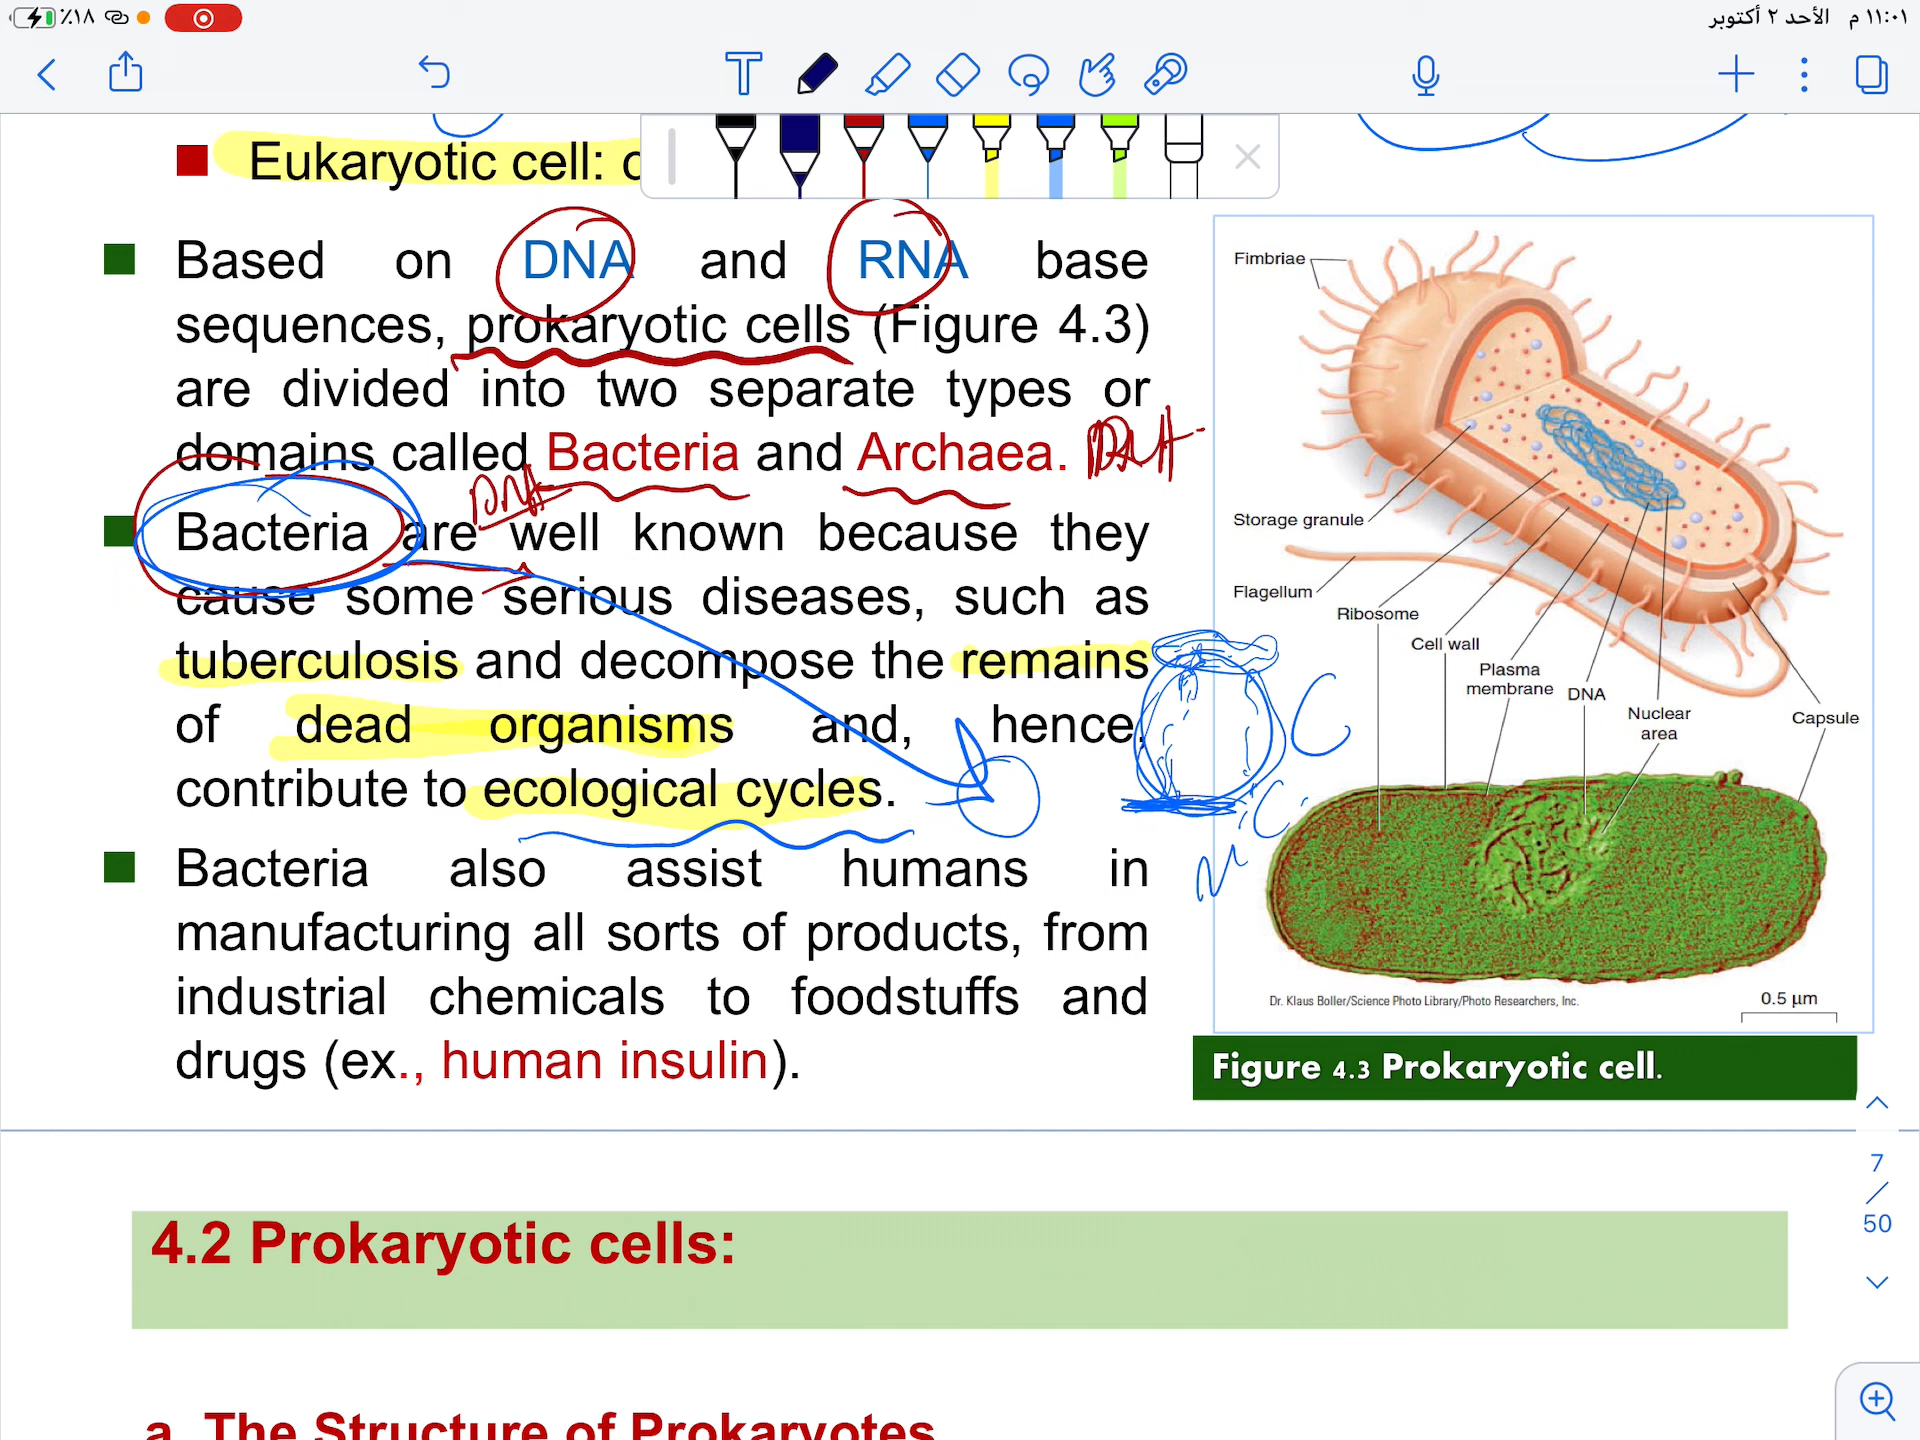 ٪١٨
١١:٠١ م الأحد ٢ أكتوبر
T
Eukaryotic cell: c
Based on DNA and RNA base
sequences, prokaryotic cells (Figure 4.3)
are divided into two separate types or
domains called Bacteria and Archaea.
DNA
Bacteria are well known because they
cause some serious diseases, such as
tuberculosis and decompose the remains
of dead organisms and, hence,
contribute to ecological cycles.
Bacteria also assist humans in
manufacturing all sorts of products, from
industrial chemicals to foodstuffs and
drugs (ex., human insulin).
Fimbriae
Storage granule
Flagellum
Ribosome
Cell wall
Plasma
membrane
DNA
Nuclear
area
Capsule
C
C
N
Dr. Klaus Boller/Science Photo Library/Photo Researchers, Inc.
0.5 µm
Figure 4.3 Prokaryotic cell.
7
/
50
4.2 Prokaryotic cells:
a. The Structure of Prokaryotes